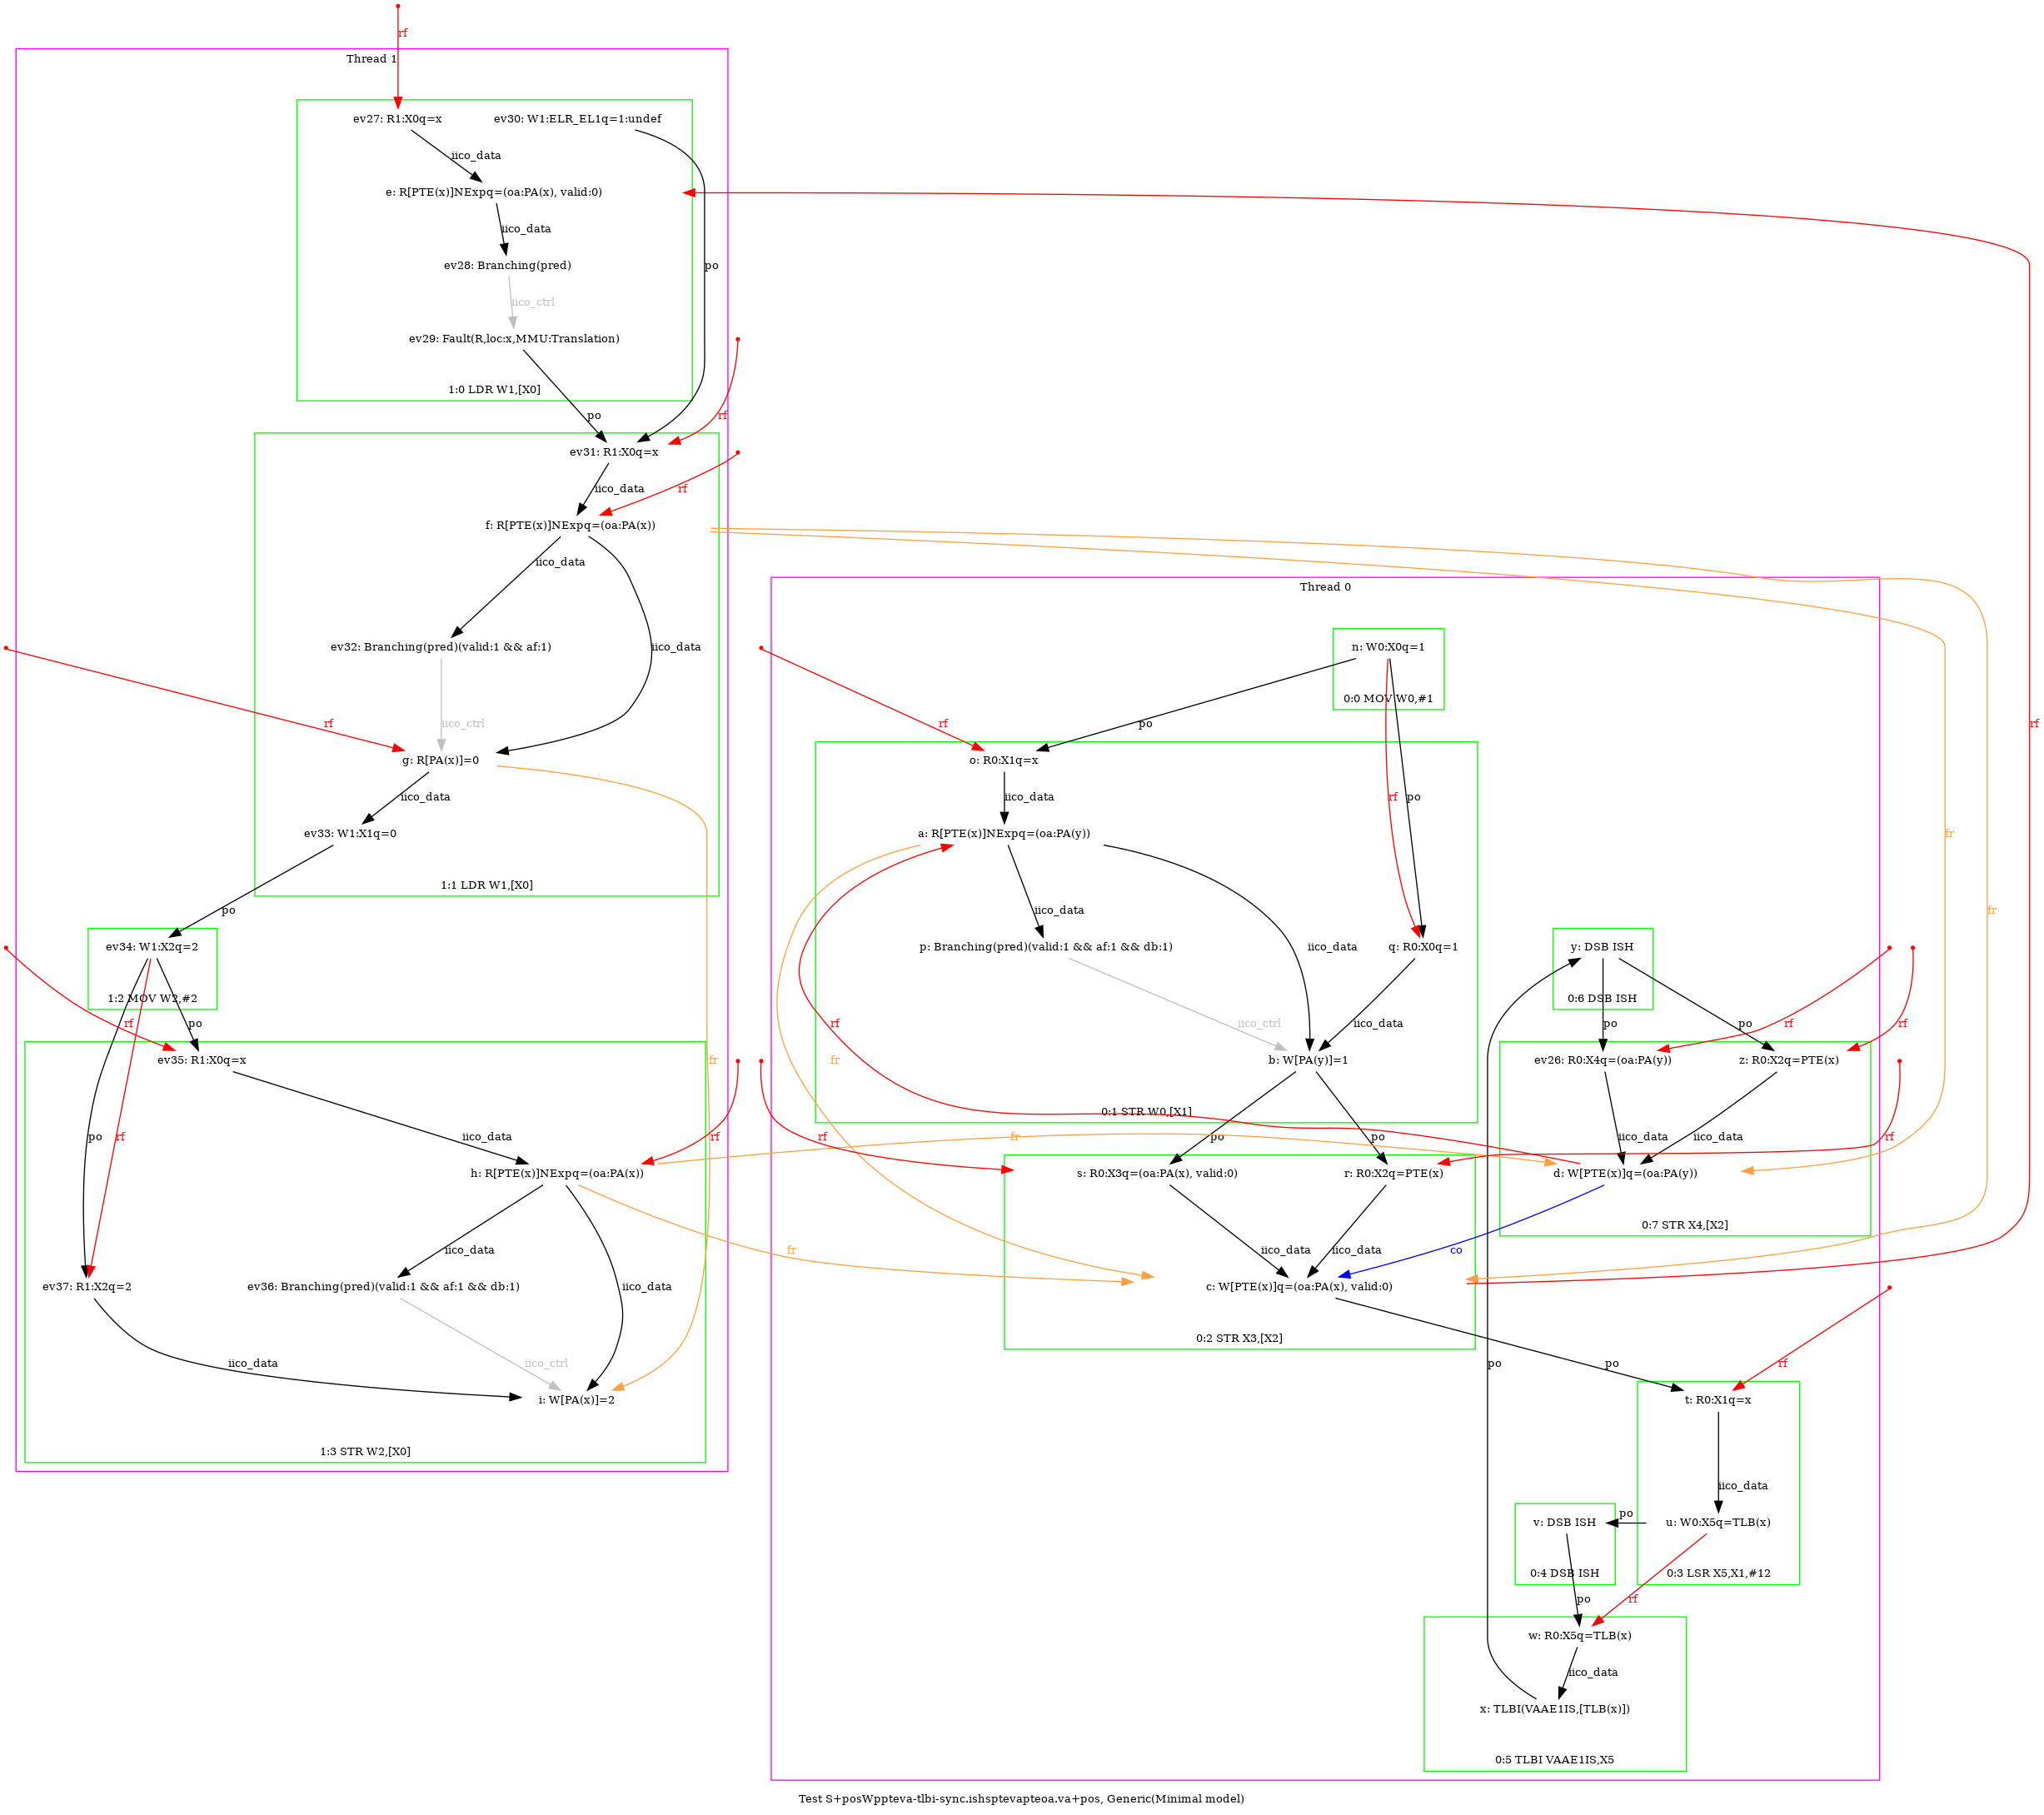 rf
Thread 1
ev27: R1:X0q=x
ev30: W1:ELR_EL1q=1:undef
iico_data
e: R[PTE(x)]NExpq=(oa:PA(x), valid:0)
iico_data
po
ev28: Branching(pred)
iico_ctrl
ev29: Fault(R,loc:x,MMU:Translation)
1:0 LDR W1,[X0]
po
rf
ev31: R1:X0q=x
iico_data
rf
f: R[PTE(x)]NExpq=(oa:PA(x))
iico_data
ev32: Branching(pred)(valid:1 && af:1)
iico_data
rf
iico_ctrl
g: R[PA(x)]=0
iico_data
ev33: W1:X1q=0
1:1 LDR W1,[X0]
po
ev34: W1:X2q=2
1:2 MOV W2,#2
rf
po
ev35: R1:X0q=x
fr
po
rf
iico_data
rf
h: R[PTE(x)]NExpq=(oa:PA(x))
iico_data
fr
ev37: R1:X2q=2
ev36: Branching(pred)(valid:1 && af:1 && db:1)
iico_data
iico_data
iico_ctrl
i: W[PA(x)]=2
1:3 STR W2,[X0]
Thread 0
n: W0:X0q=1
0:0 MOV W0,#1
rf
po
o: R0:X1q=x
iico_data
rf
po
a: R[PTE(x)]NExpq=(oa:PA(y))
iico_data
p: Branching(pred)(valid:1 && af:1 && db:1)
iico_data
q: R0:X0q=1
rf
iico_ctrl
iico_data
fr
b: W[PA(y)]=1
0:1 STR W0,[X1]
fr
rf
po
po
s: R0:X3q=(oa:PA(x), valid:0)
r: R0:X2q=PTE(x)
iico_data
iico_data
co
c: W[PTE(x)]q=(oa:PA(x), valid:0)
0:2 STR X3,[X2]
y: DSB ISH
0:6 DSB ISH
po
po
rf
rf
ev26: R0:X4q=(oa:PA(y))
z: R0:X2q=PTE(x)
iico_data
iico_data
rf
d: W[PTE(x)]q=(oa:PA(y))
0:7 STR X4,[X2]
fr
fr
rf
po
po
rf
t: R0:X1q=x
iico_data
po
v: DSB ISH
u: W0:X5q=TLB(x)
0:4 DSB ISH
0:3 LSR X5,X1,#12
po
rf
w: R0:X5q=TLB(x)
iico_data
x: TLBI(VAAE1IS,[TLB(x)])
0:5 TLBI VAAE1IS,X5
Test S+posWppteva-tlbi-sync.ishsptevapteoa.va+pos, Generic(Minimal model)